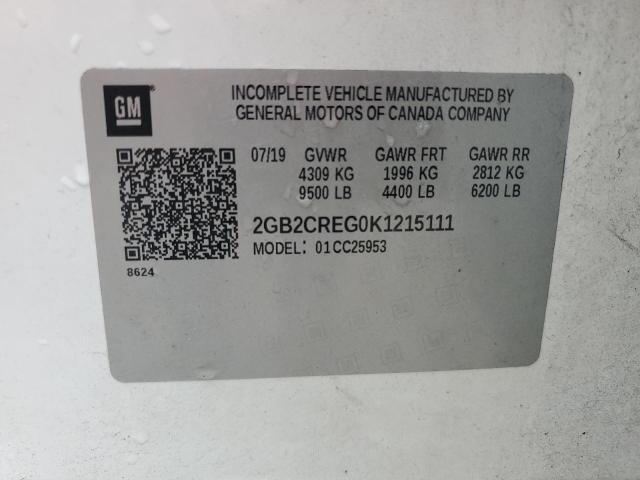 GM
INCOMPLETE VEHICLE MANUFACTURED BY
GENERAL MOTORS OF CANADA COMPANY
07/19 GVWR GAWR FRT GAWR RR
4309 KG 1996 KG 2812 KG
9500 LB 4400 LB 6200 LB
2GB2CREG0K1215111
MODEL: 01CC25953
8624